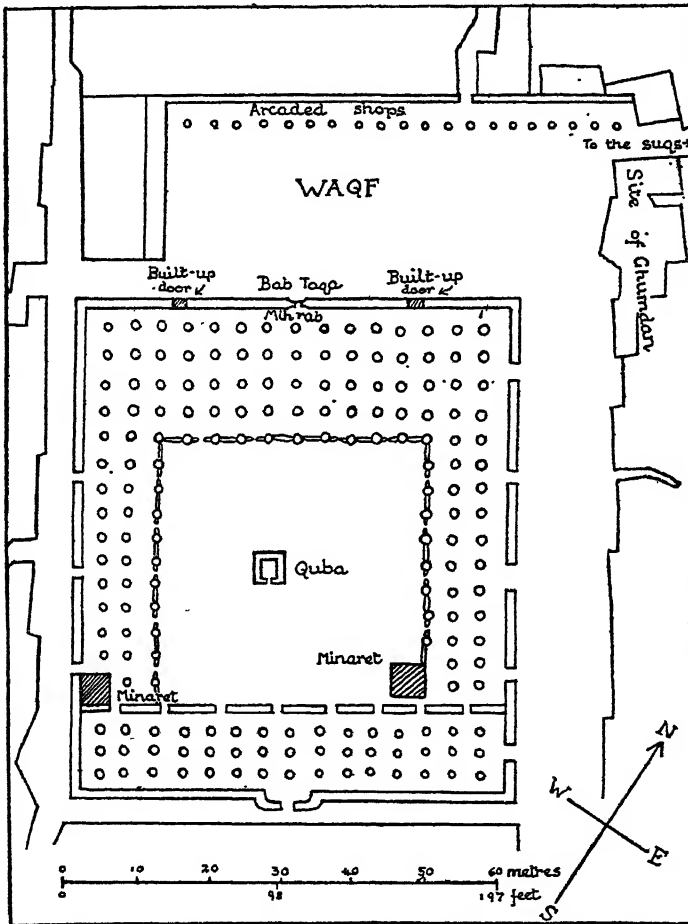 Arcaded shops
To the suqs
WAQF
Site of Ghumdan
Built-up door
Bab Taqa
Built-up door
Mihrab
Quba
Minaret
Minaret
N
W
E
S
0 10 20 30 40 50 60 metres
0 98 197 feet